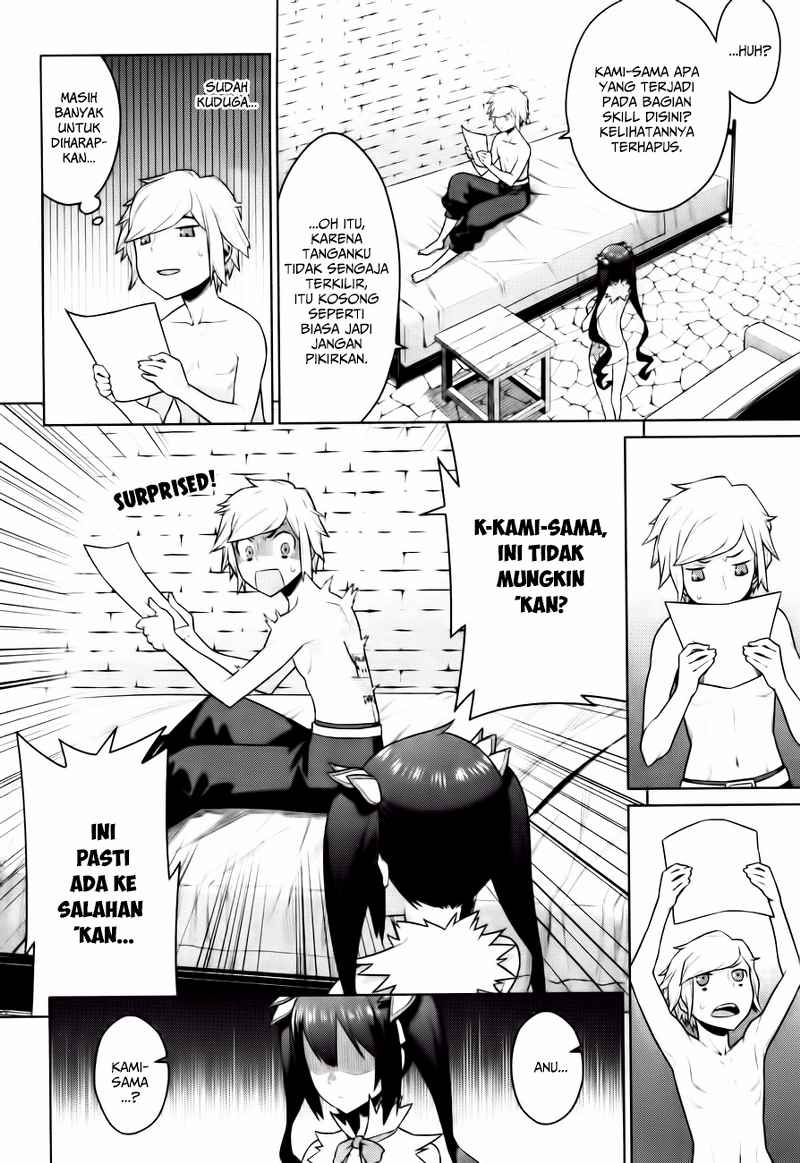 ...HUH?
KAMI-SAMA APA
YANG TERJADI
PADA BAGIAN
SKILL DISINI?
KELIHATANNYA
TERHAPUS.
...OH ITU,
KARENA
TANGANKU
TIDAK SENGAJA
TERKILIR,
ITU KOSONG
SEPERTI
BIASA JADI
JANGAN
PIKIRKAN.
SUDAH
KUDUGA...
MASIH
BANYAK
UNTUK
DIHARAP-
KAN...
K-KAMI-SAMA,
INI TIDAK
MUNGKIN
'KAN?
SURPRISED!
INI
PASTI
ADA KE
SALAHAN
'KAN...
ANU...
KAMI-
SAMA
...?